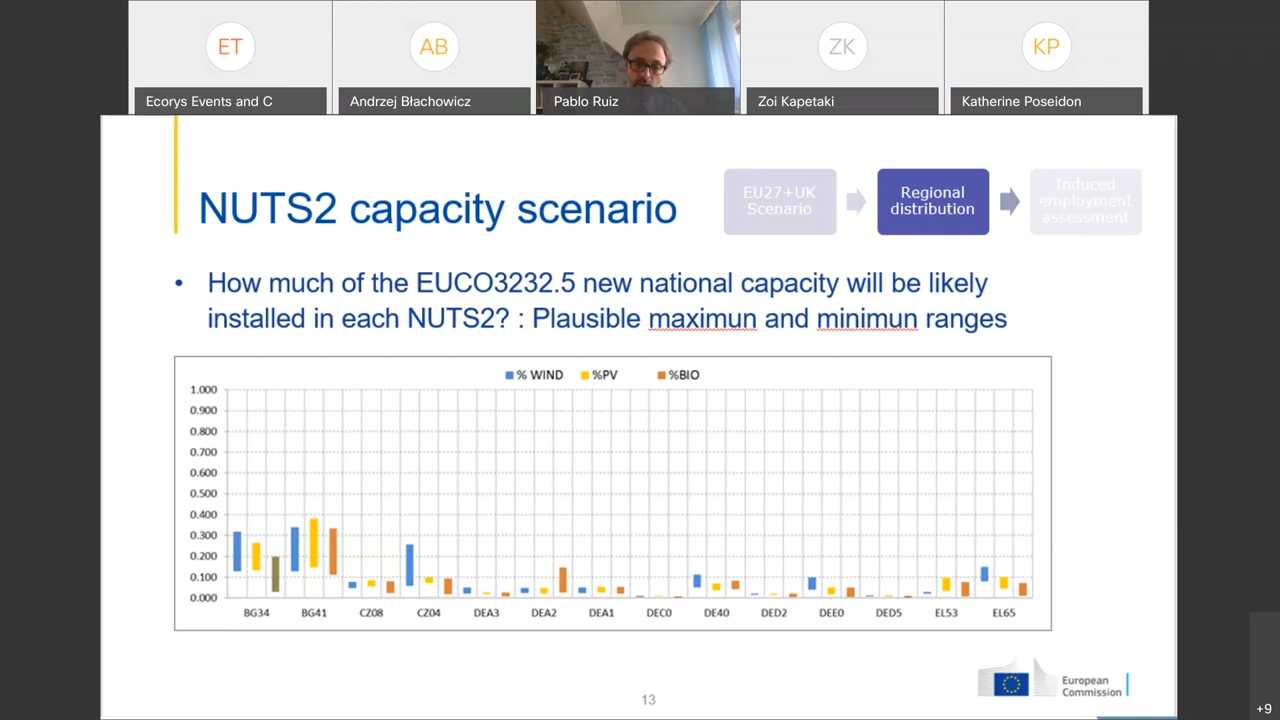 ET
AB
ZK
KP
Ecorys Events and C
Andrzej Błachowicz
Pablo Ruiz
Zoi Kapetaki
Katherine Poseidon
NUTS2 capacity scenario
EU27+UK
Scenario
Regional
distribution
Induced
employment
assessment
• How much of the EUCO3232.5 new national capacity will be likely
installed in each NUTS2? : Plausible maximun and minimun ranges
% WIND %PV %BIO
1.000
0.900
0.800
0.700
0.600
0.500
0.400
0.300
0.200
0.100
0.000
BG34 BG41 CZ08 CZ04 DEA3 DEA2 DEA1 DEC0 DE40 DED2 DEE0 DED5 EL53 EL65
13
European
Commission
+9